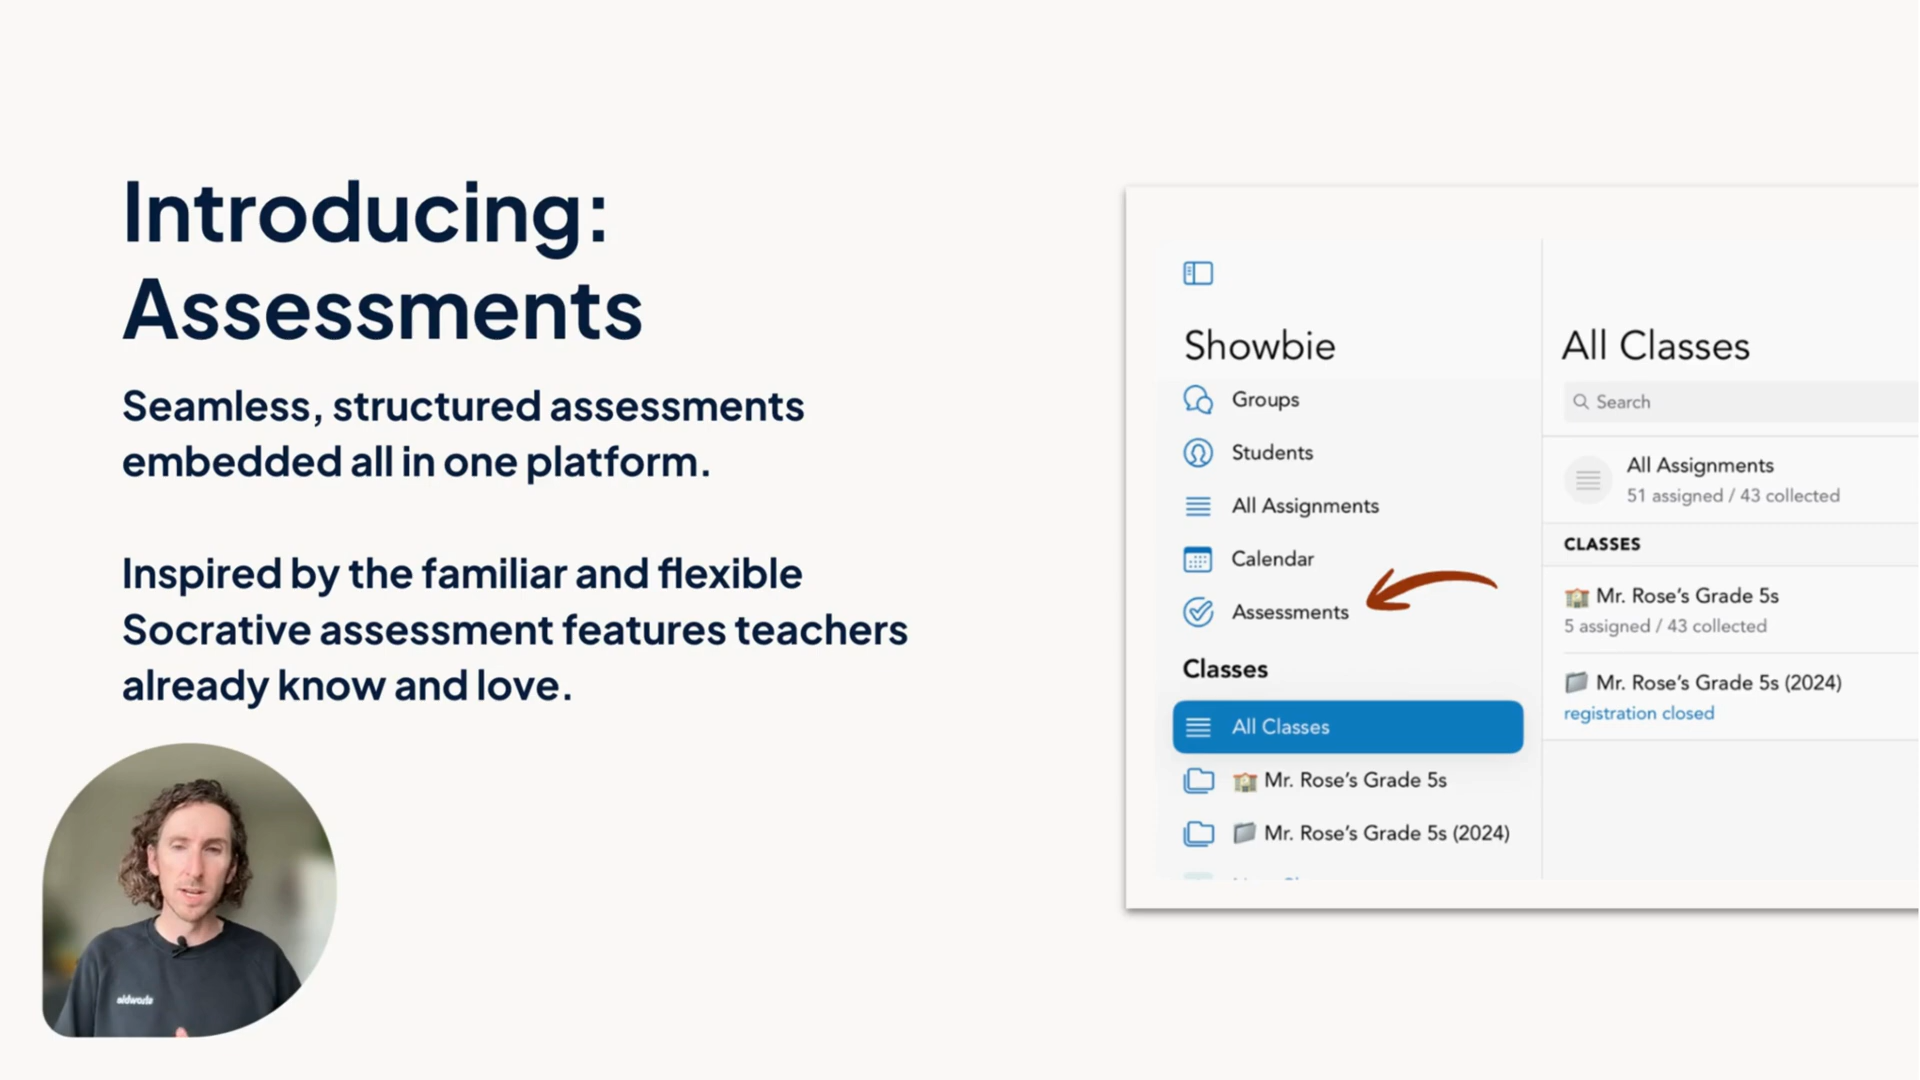 Introducing:
Assessments
Seamless, structured assessments
embedded all in one platform.
Inspired by the familiar and flexible
Socrative assessment features teachers
already know and love.
Showbie
Groups
Students
All Assignments
Calendar
Assessments
Classes
All Classes
Mr. Rose's Grade 5s
Mr. Rose's Grade 5s (2024)
All Classes
Search
All Assignments
51 assigned / 43 collected
CLASSES
Mr. Rose's Grade 5s
5 assigned / 43 collected
Mr. Rose's Grade 5s (2024)
registration closed